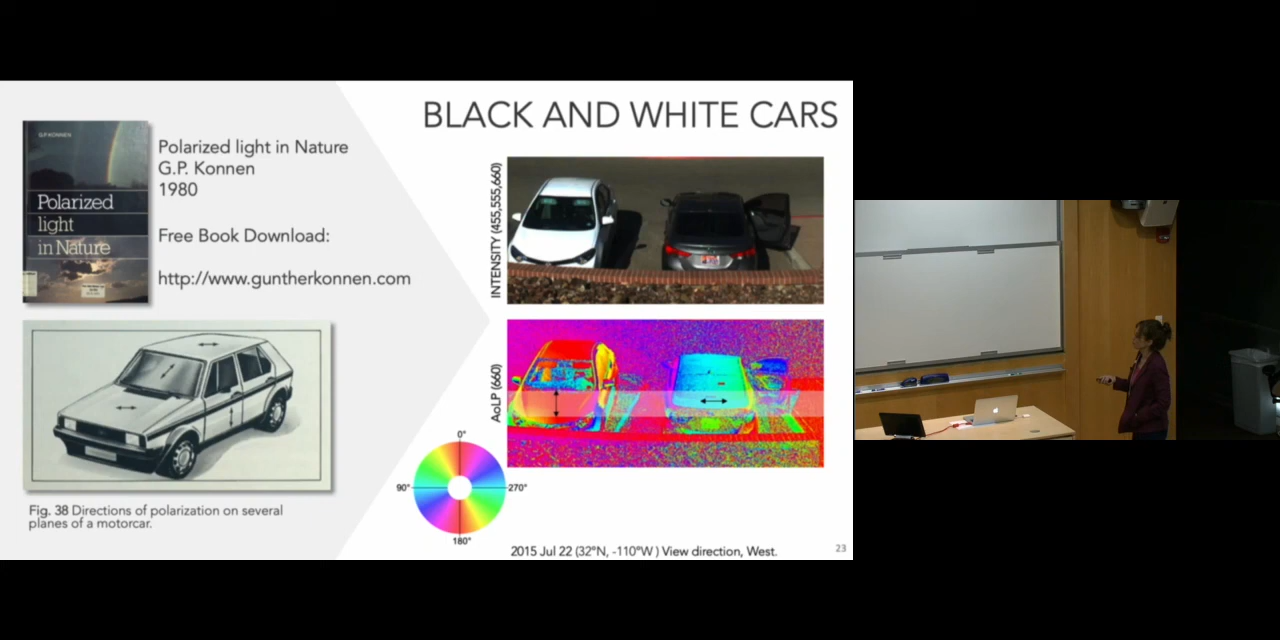 BLACK AND WHITE CARS
G.P. KONNEN
Polarized
light
in Nature
Polarized light in Nature
G.P. Konnen
1980
Free Book Download:
http://www.guntherkonnen.com
Fig. 38 Directions of polarization on several
planes of a motorcar.
INTENSITY (455,555,660)
AoLP (660)
0°
90°
270°
180°
2015 Jul 22 (32°N, -110°W ) View direction, West.
23